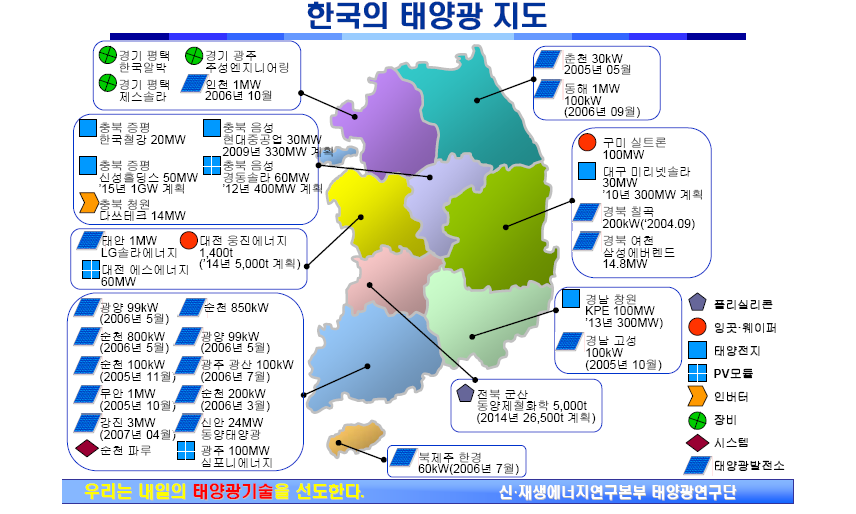 한국의 태양광 지도
경기 평택
한국알박
경기 광주
주성엔지니어링
경기 평택
제스솔라
인천 1MW
2006년 10월
춘천 30kW
2005년 05월
동해 1MW
100kW
(2006년 09월)
충북 증평
한국철강 20MW
충북 음성
현대중공업 30MW
2009년 330MW 계획
충북 증평
신성홀딩스 50MW
'15년 1GW 계획
충북 음성
경동솔라 60MW
'12년 400MW 계획
충북 청원
다쓰테크 14MW
구미 실트론
100MW
대구 미리넷솔라
30MW
'10년 300MW 계획
경북 칠곡
200kW('2004.09)
경북 여천
삼성에버렌드
14.8MW
태안 1MW
LG솔라에너지
대전 웅진에너지
1,400t
('14년 5,000t 계획)
대전 에스에너지
60MW
광양 99kW
(2006년 5월)
순천 850kW
순천 800kW
(2006년 5월)
광양 99kW
(2006년 5월)
순천 100kW
(2005년 11월)
광주 광산 100kW
(2006년 7월)
무안 1MW
(2005년 10월)
순천 200kW
(2006년 3월)
강진 3MW
(2007년 04월)
신안 24MW
동양태양광
순천 파루
광주 100MW
심포니에너지
경남 창원
KPE 100MW
'13년 300MW)
경남 고성
100kW
(2005년 10월)
전북 군산
동양제철화학 5,000t
(2014년 26,500t 계획)
북제주 한경
60kW(2006년 7월)
폴리실리콘
잉곳·웨이퍼
태양전지
PV모듈
인버터
장비
시스템
태양광발전소
우리는 내일의 태양광기술을 선도한다.
신·재생에너지연구본부 태양광연구단